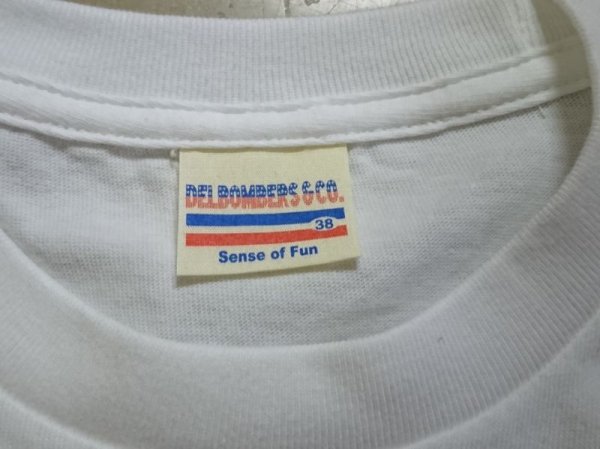 DELBOMBERS&CO.
38
Sense of Fun